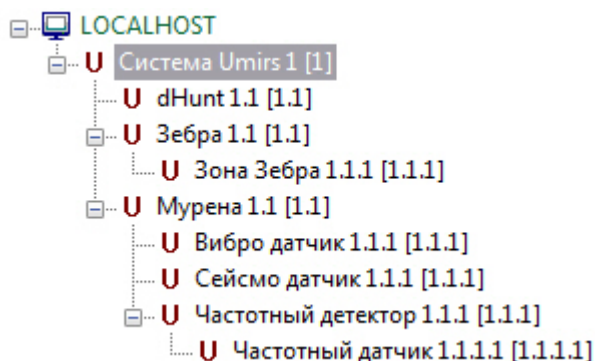 LOCALHOST
U Система Umirs 1 [1]
U dHunt 1.1 [1.1]
U Зебра 1.1 [1.1]
U Зона Зебра 1.1.1 [1.1.1]
U Мурена 1.1 [1.1]
U Вибро датчик 1.1.1 [1.1.1]
U Сейсмо датчик 1.1.1 [1.1.1]
U Частотный детектор 1.1.1 [1.1.1]
U Частотный датчик 1.1.1.1 [1.1.1.1]